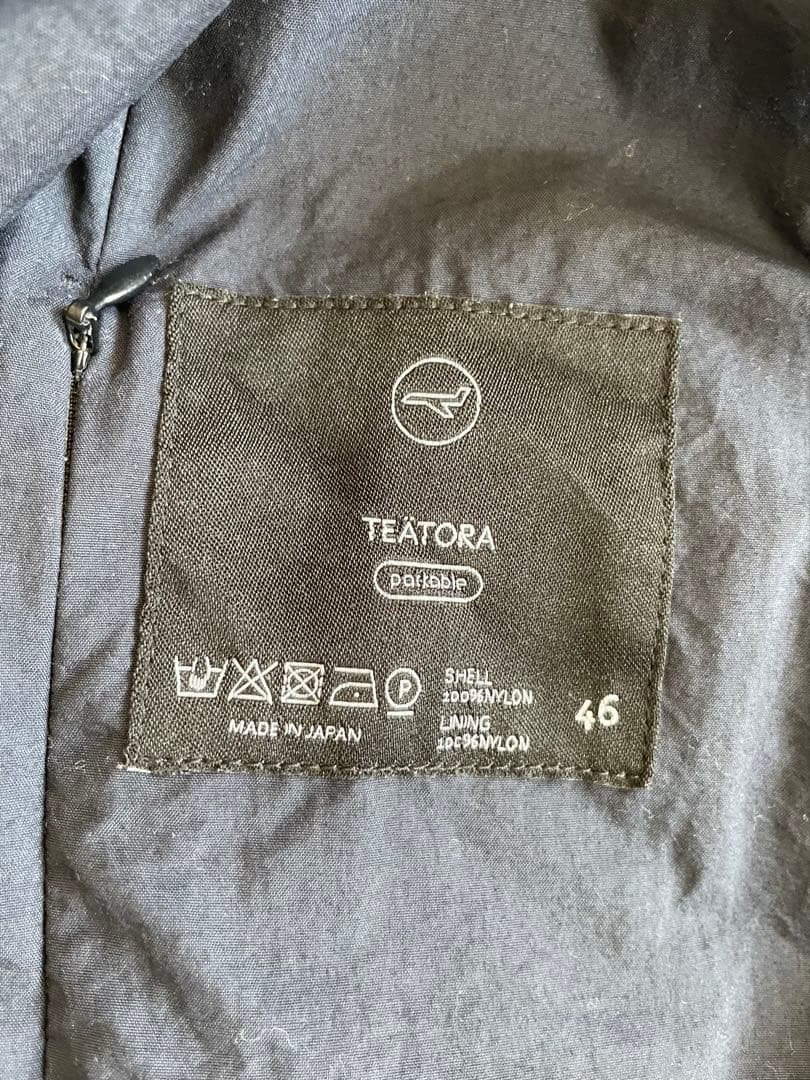 TEÄTORA
packable
P
SHELL
100%NYLON
LINING
100%NYLON
46
MADE IN JAPAN